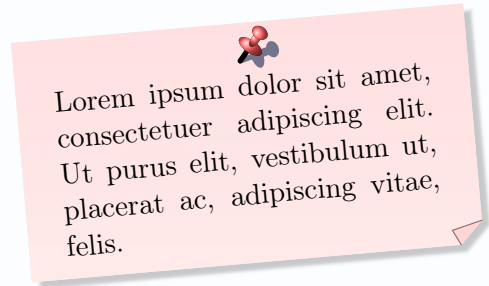 Lorem ipsum dolor sit amet,
consectetuer adipiscing elit.
Ut purus elit, vestibulum ut,
placerat ac, adipiscing vitae,
felis.